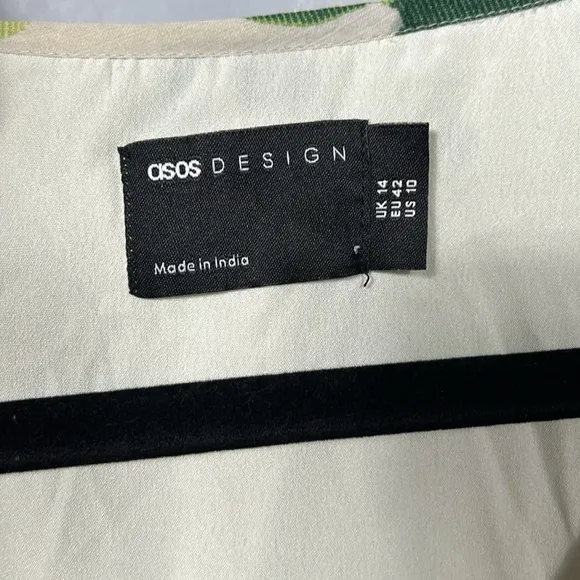 asos DESIGN
Made in India
UK 14
EU 42
US 10